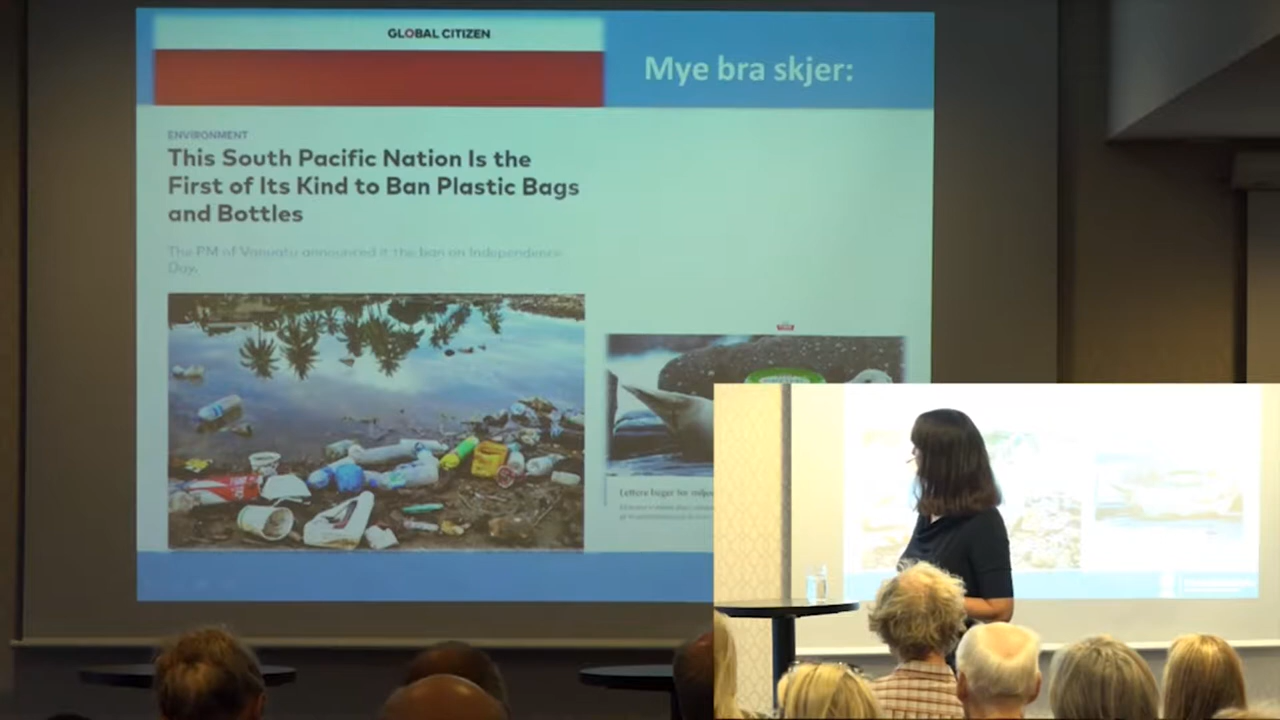 GLOBAL CITIZEN
Mye bra skjer:
ENVIRONMENT
This South Pacific Nation Is the
First of Its Kind to Ban Plastic Bags
and Bottles
The PM of Vanuatu announced it the ban on Independence
Day.